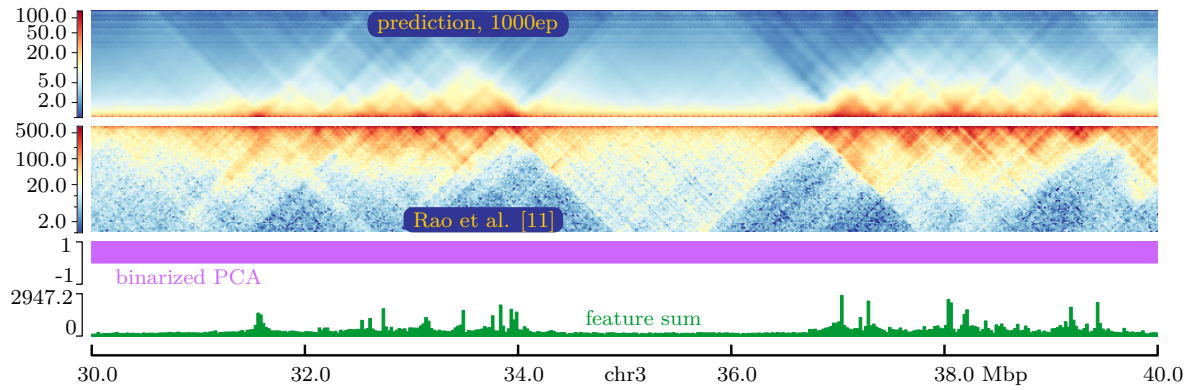 100.0
50.0
20.0
5.0
2.0
prediction, 1000ep
500.0
100.0
20.0
2.0
Rao et al. [11]
1
-1
binarized PCA
2947.2
0
feature sum
30.0 32.0 34.0 chr3 36.0 38.0 Mbp 40.0